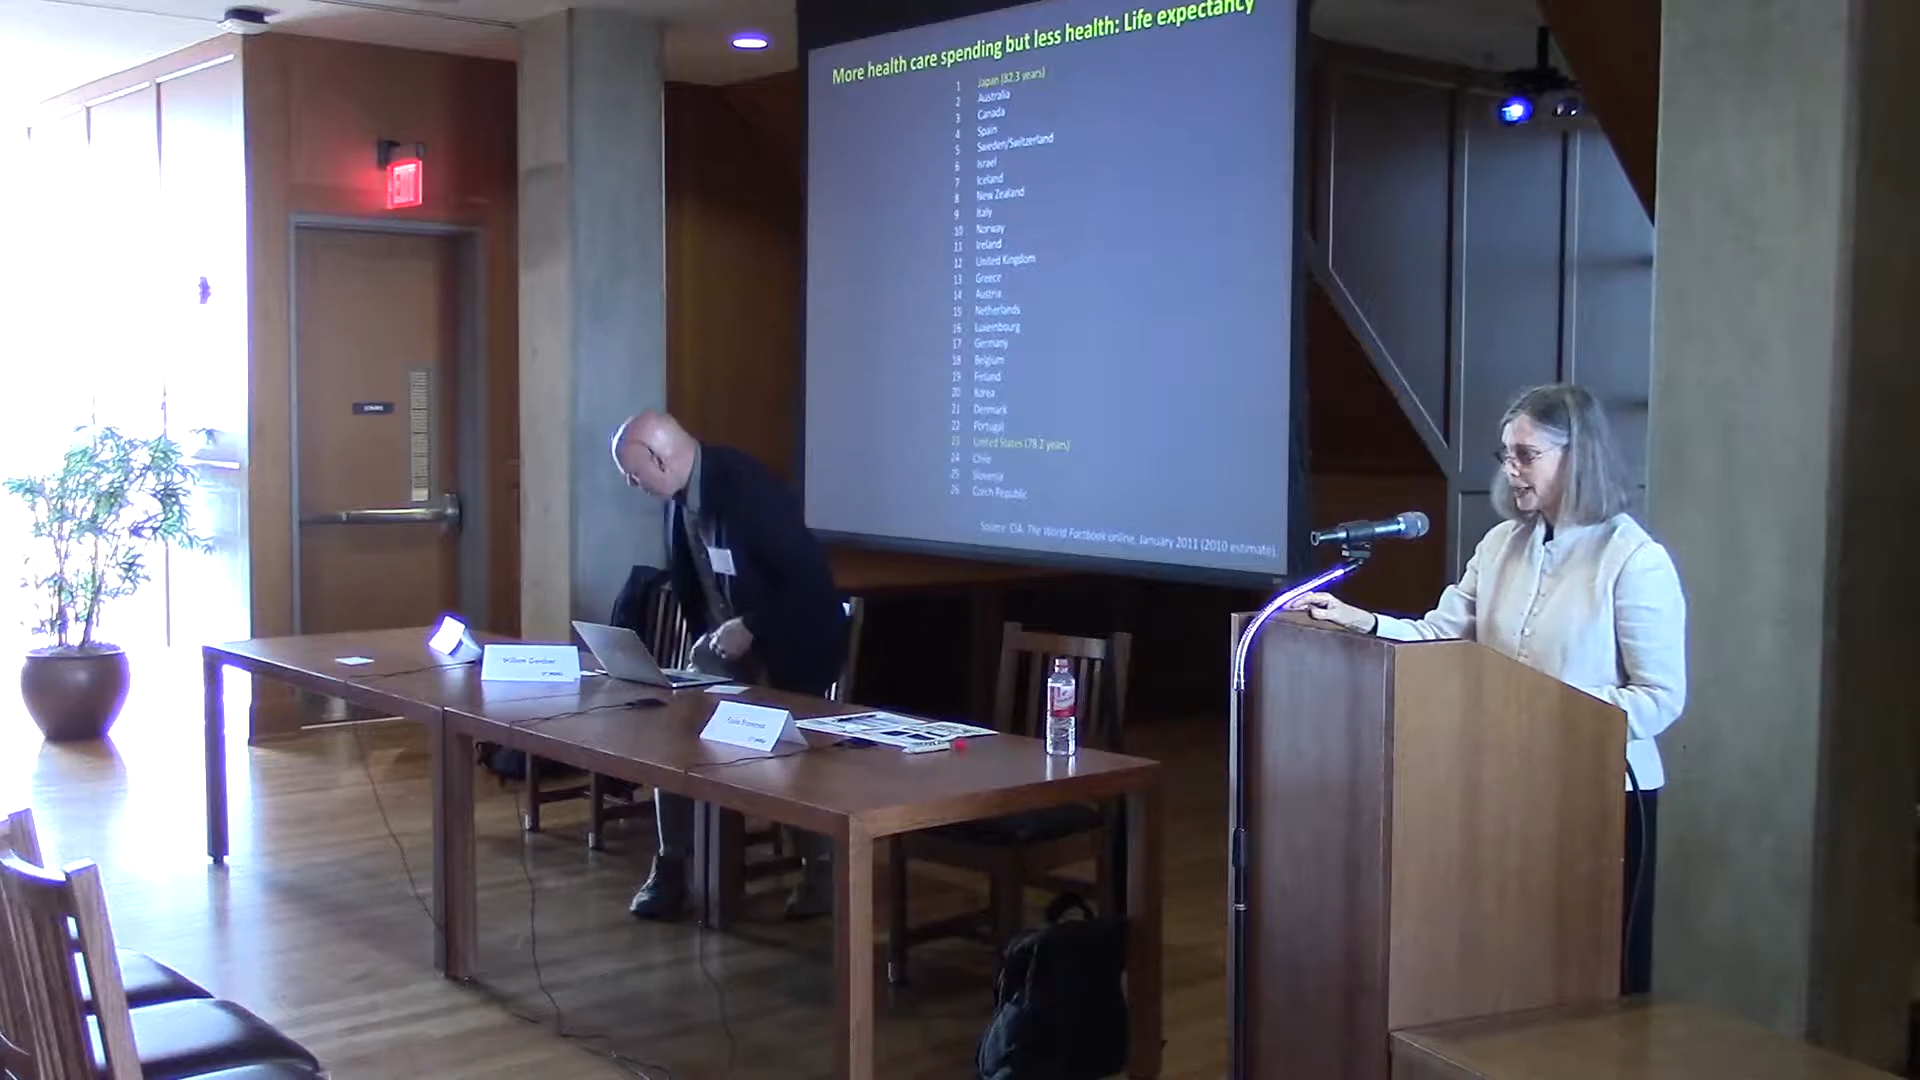 More health care spending but less health: Life expectancy
1 Japan (82.3 years)
2 Australia
3 Canada
4 Spain
5 Sweden/Switzerland
6 Israel
7 Iceland
8 New Zealand
9 Italy
10 Norway
11 Ireland
12 United Kingdom
13 Greece
14 Austria
15 Netherlands
16 Luxembourg
17 Germany
18 Belgium
19 Finland
20 Korea
21 Denmark
22 Portugal
23 United States (78.2 years)
24 Chile
25 Slovenia
26 Czech Republic
Source: CIA, The World Factbook online, January 2011 (2010 estimate).
EXIT
William Gardner